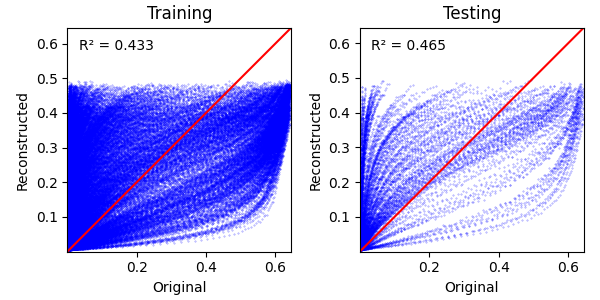 Training
R² = 0.433
Reconstructed
0.6
0.5
0.4
0.3
0.2
0.1
0.2 0.4 0.6
Original
Testing
R² = 0.465
Reconstructed
0.6
0.5
0.4
0.3
0.2
0.1
0.2 0.4 0.6
Original